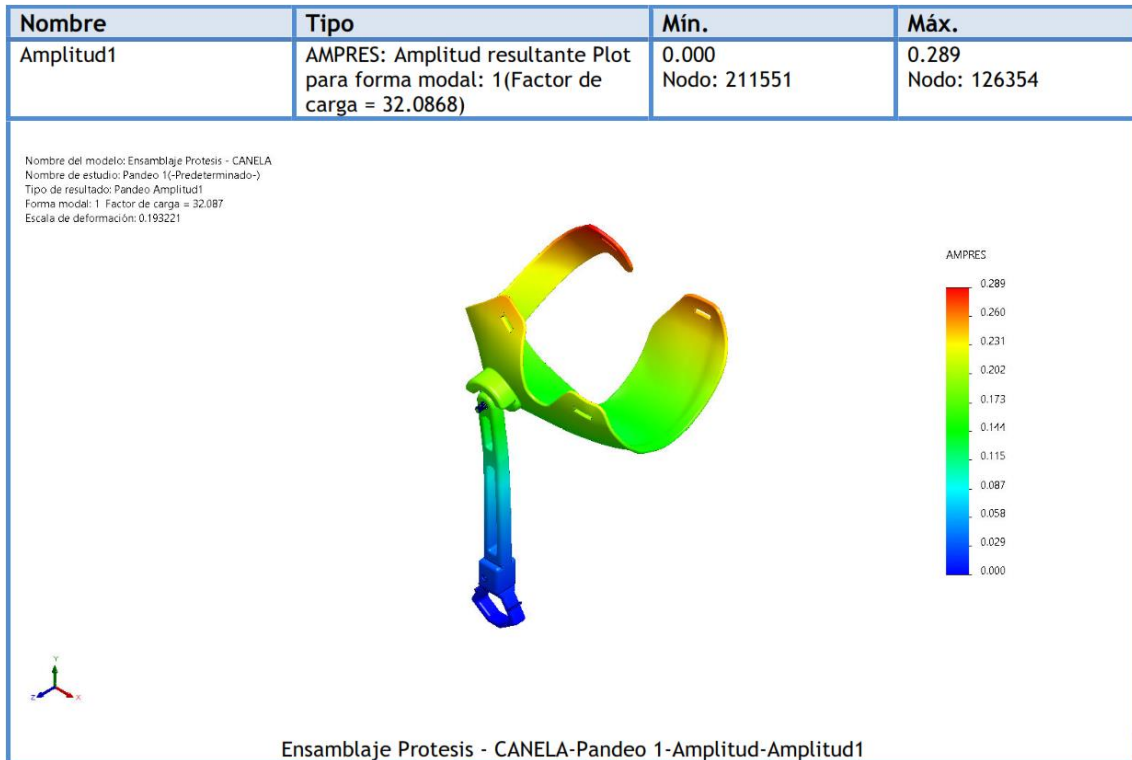 Nombre Tipo Mín. Máx.
Amplitud1 AMPRES: Amplitud resultante Plot 0.000 0.289
para forma modal: 1(Factor de Nodo: 211551 Nodo: 126354
carga = 32.0868)
Nombre del modelo: Ensamblaje Protesis - CANELA
Nombre de estudio: Pandeo 1(-Predeterminado-)
Tipo de resultado: Pandeo Amplitud1
Forma modal: 1 Factor de carga = 32.087
Escala de deformación: 0.193221
AMPRES
0.289
0.260
0.231
0.202
0.173
0.144
0.115
0.087
0.058
0.029
0.000
Y
Z X
Ensamblaje Protesis - CANELA-Pandeo 1-Amplitud-Amplitud1